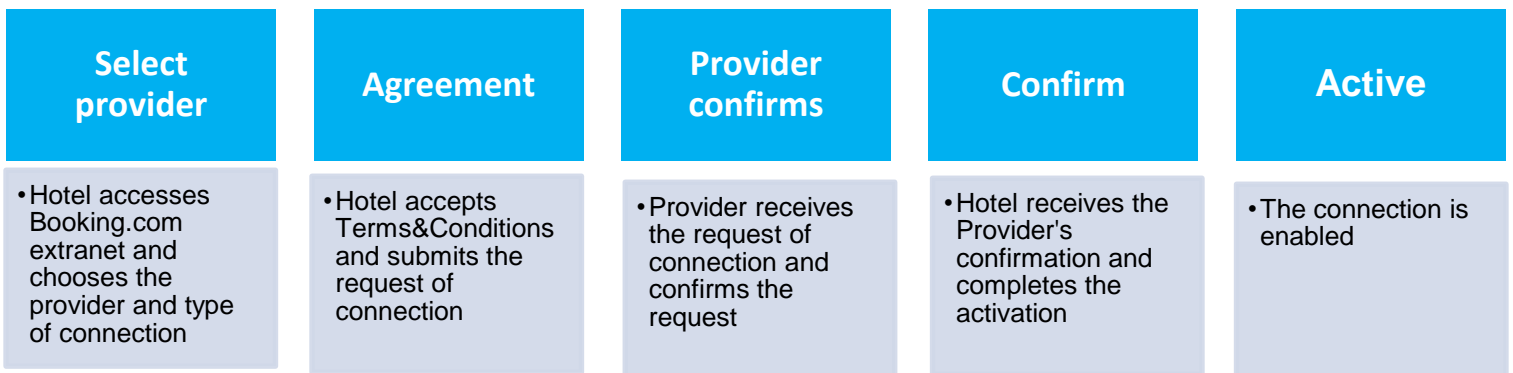 Select
provider
•Hotel accesses
Booking.com
extranet and
chooses the
provider and type
of connection
Agreement
•Hotel accepts
Terms&Conditions
and submits the
request of
connection
Provider
confirms
•Provider receives
the request of
connection and
confirms the
request
Confirm
•Hotel receives the
Provider's
confirmation and
completes the
activation
Active
•The connection is
enabled